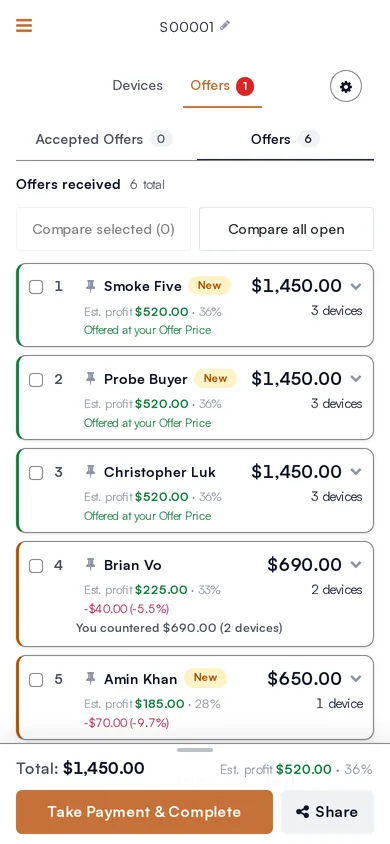 S00001
Devices
Offers 1
Accepted Offers 0
Offers 6
Offers received 6 total
Compare selected (0)
Compare all open
1 Smoke Five New $1,450.00
Est. profit $520.00 · 36% 3 devices
Offered at your Offer Price
2 Probe Buyer New $1,450.00
Est. profit $520.00 · 36% 3 devices
Offered at your Offer Price
3 Christopher Luk $1,450.00
Est. profit $520.00 · 36% 3 devices
Offered at your Offer Price
4 Brian Vo $690.00
Est. profit $225.00 · 33% 2 devices
-$40.00 (-5.5%)
You countered $690.00 (2 devices)
5 Amin Khan New $650.00
Est. profit $185.00 · 28% 1 device
-$70.00 (-9.7%)
Total: $1,450.00 Est. profit $520.00 · 36%
Take Payment & Complete
Share